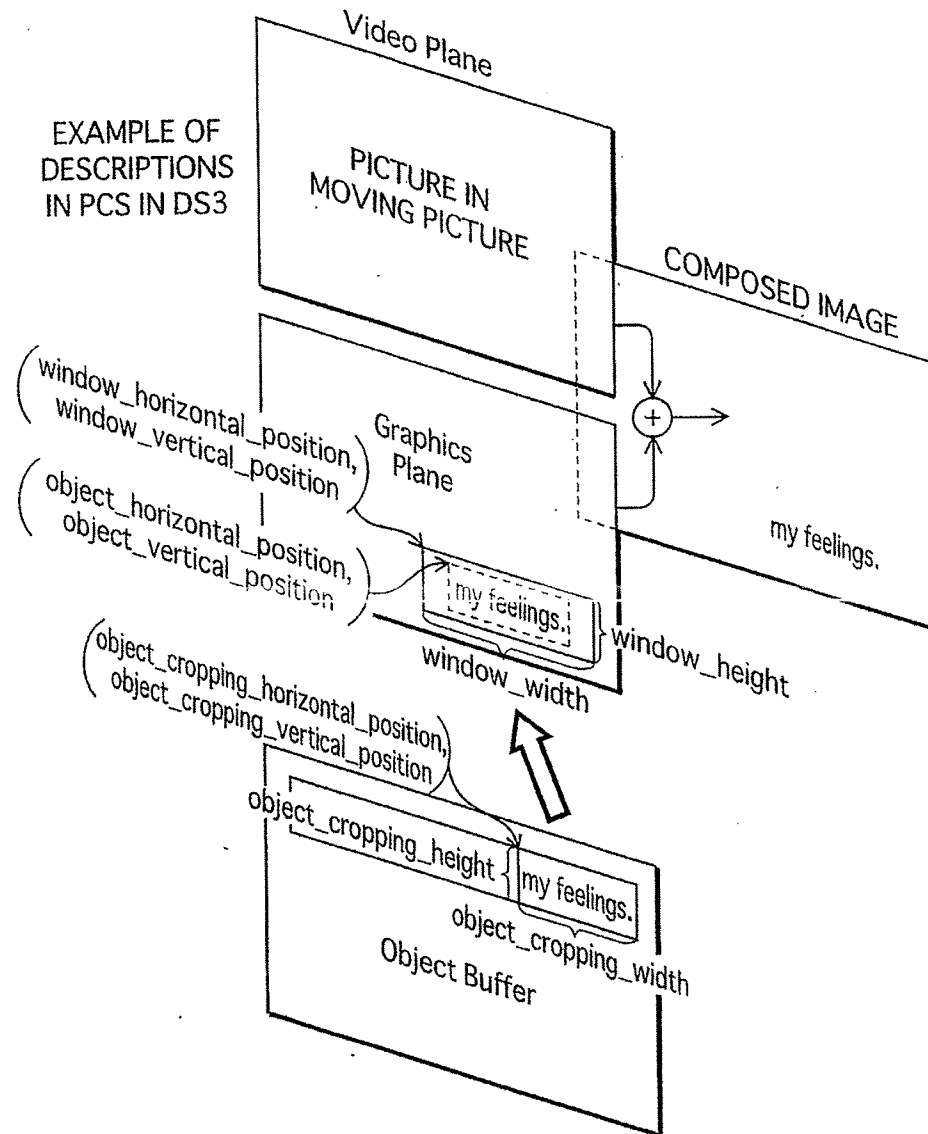 Video Plane
EXAMPLE OF
DESCRIPTIONS
IN PCS IN DS3
PICTURE IN
MOVING PICTURE
COMPOSED IMAGE
(window_horizontal_position,
window_vertical_position)
Graphics
Plane
(object_horizontal_position,
object_vertical_position)
+
my feelings.
my feelings.
window_height
window_width
(object_cropping_horizontal_position,
object_cropping_vertical_position)
object_cropping_height
my feelings.
object_cropping_width
Object Buffer